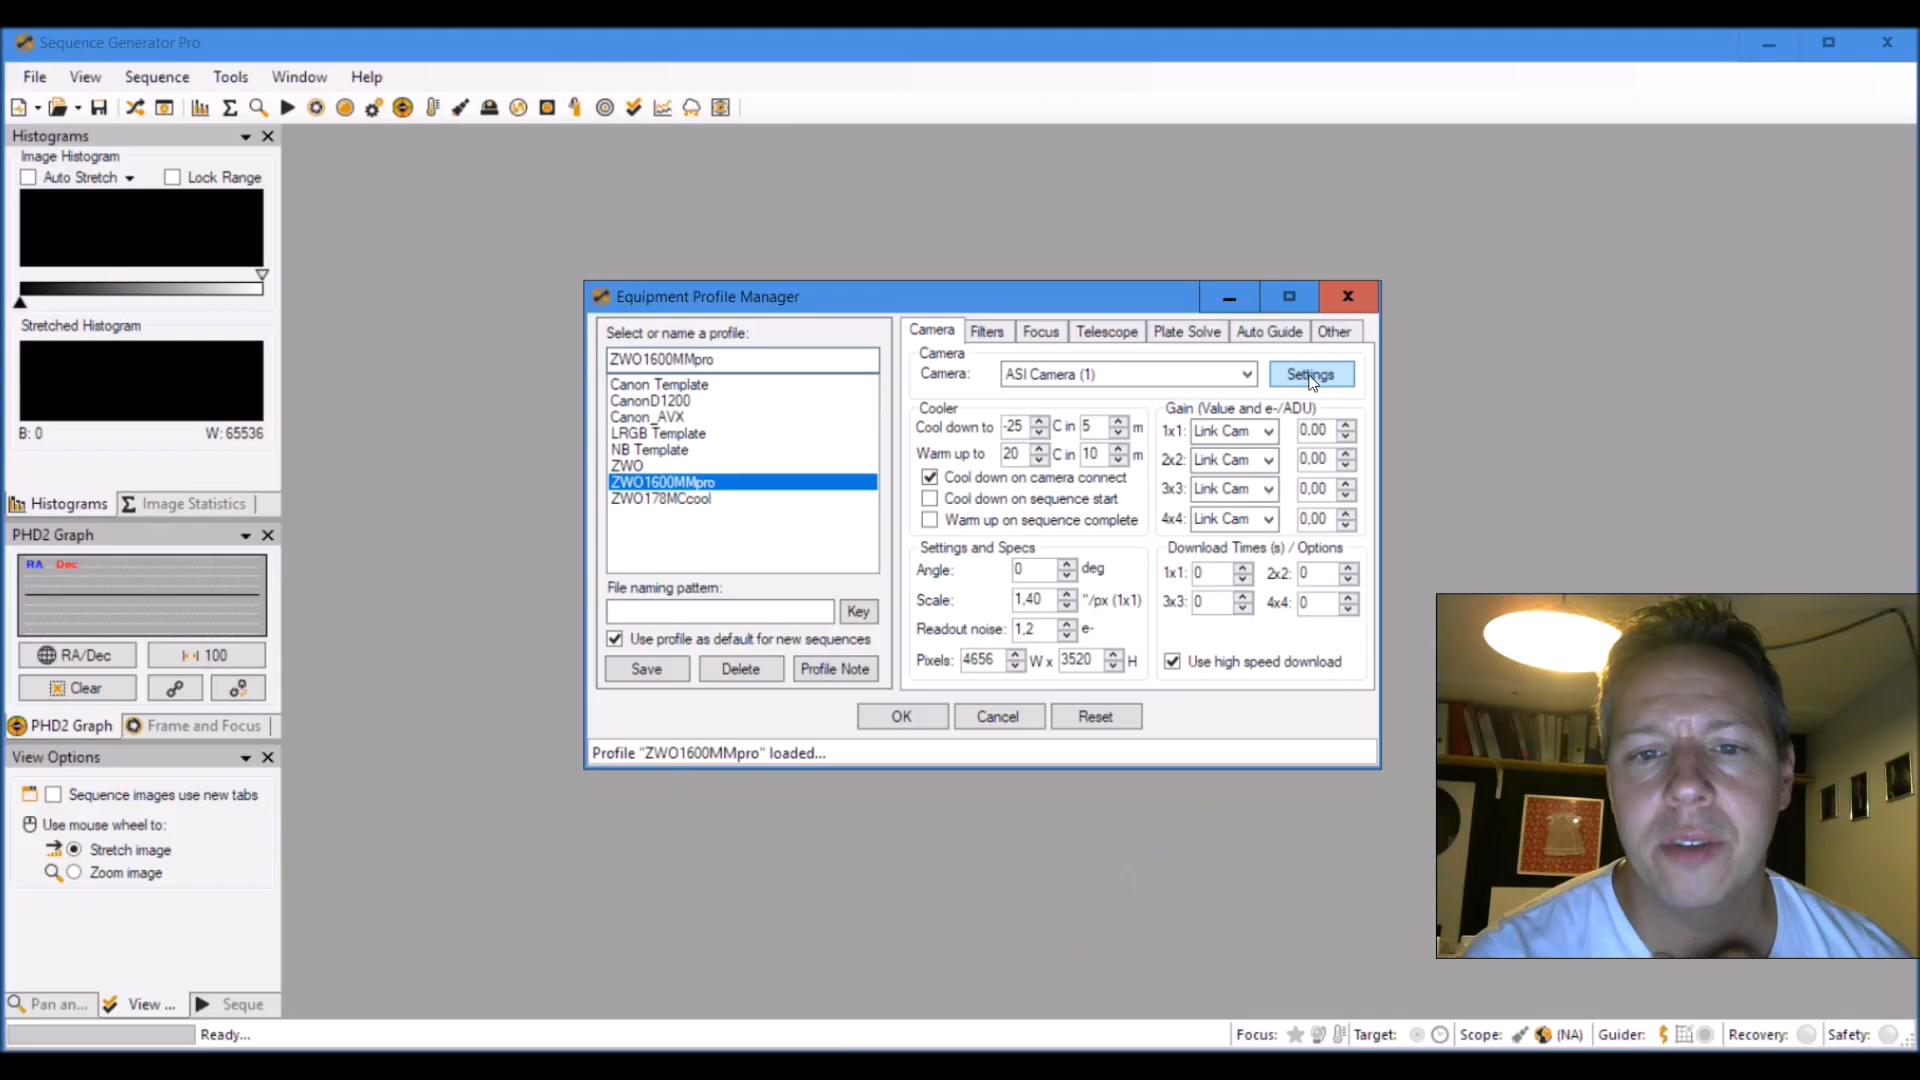 Sequence Generator Pro
File View Sequence Tools Window Help
Histograms
Image Histogram
Auto Stretch Lock Range
Stretched Histogram
B: 0 W: 65536
Histograms Image Statistics
PHD2 Graph
RA Dec
RA/Dec 100
Clear
PHD2 Graph Frame and Focus
View Options
Sequence images use new tabs
Use mouse wheel to:
Stretch image
Zoom image
Pan an... View ... Seque
Ready...
Equipment Profile Manager
Select or name a profile:
ZWO1600MMpro
Canon Template
CanonD1200
Canon_AVX
LRGB Template
NB Template
ZWO
ZWO1600MMpro
ZWO178MCcool
File naming pattern:
Key
Use profile as default for new sequences
Save Delete Profile Note
Camera Filters Focus Telescope Plate Solve Auto Guide Other
Camera
Camera: ASI Camera (1) Settings
Cooler
Cool down to -25 C in 5 m
Warm up to 20 C in 10 m
Cool down on camera connect
Cool down on sequence start
Warm up on sequence complete
Gain (Value and e-/ADU)
1x1: Link Cam 0,00
2x2: Link Cam 0,00
3x3: Link Cam 0,00
4x4: Link Cam 0,00
Settings and Specs
Angle: 0 deg
Scale: 1,40 "/px (1x1)
Readout noise: 1,2 e-
Pixels: 4656 W x 3520 H
Download Times (s) / Options
1x1: 0 2x2: 0
3x3: 0 4x4: 0
Use high speed download
OK Cancel Reset
Profile "ZWO1600MMpro" loaded...
Focus: Target: Scope: (NA) Guider: Recovery: Safety: